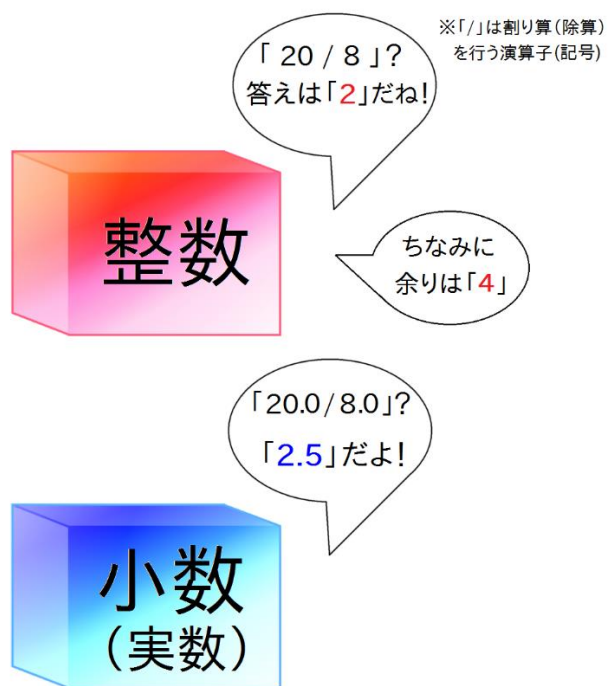 ※「/」は割り算(除算)
を行う演算子(記号)
「 20 / 8 」?
答えは「2」だね!
整数
ちなみに
余りは「4」
「20.0/8.0」?
「2.5」だよ!
小数
(実数)